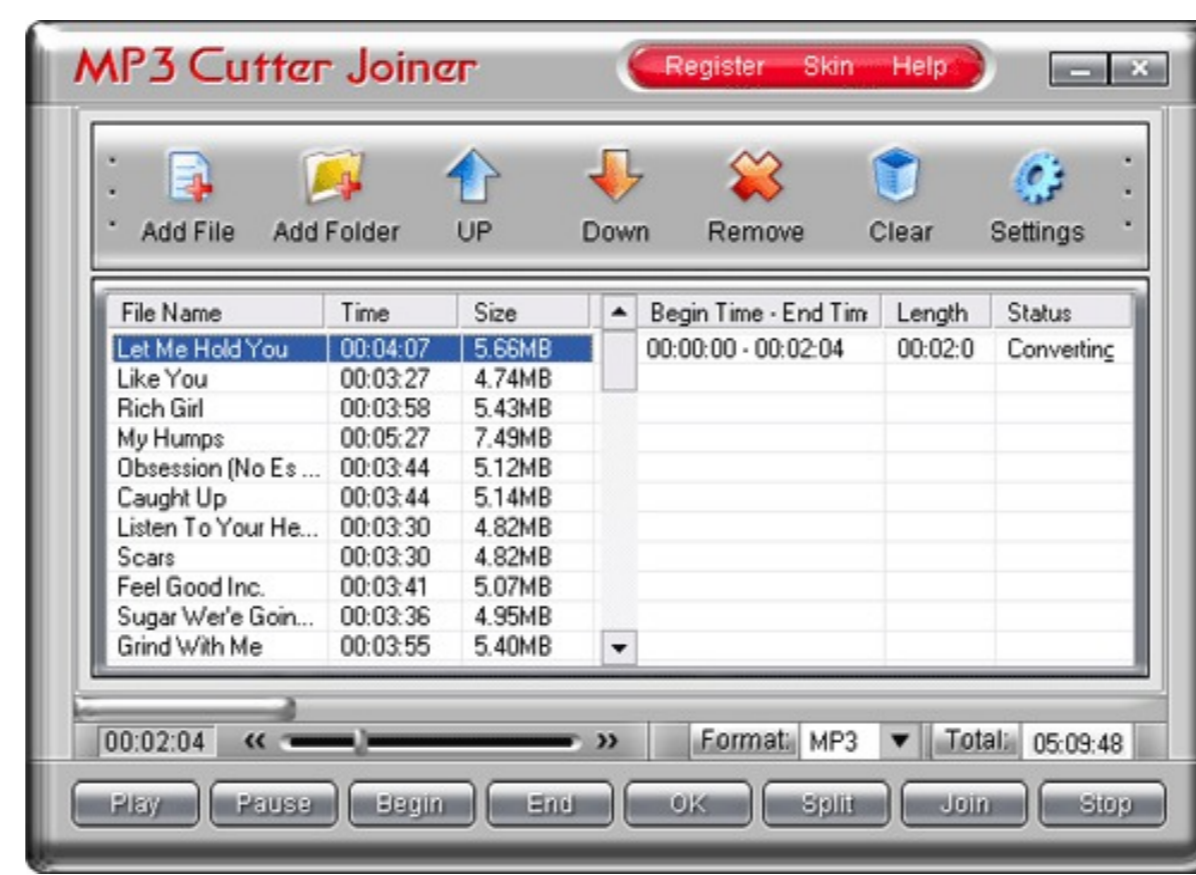 MP3 Cutter Joiner Register Skin Help
Add File Add Folder UP Down Remove Clear Settings
File Name Time Size Begin Time - End Tim Length Status
Let Me Hold You 00:04:07 5.66MB 00:00:00 - 00:02:04 00:02:0 Converting
Like You 00:03:27 4.74MB
Rich Girl 00:03:58 5.43MB
My Humps 00:05:27 7.49MB
Obsession (No Es ... 00:03:44 5.12MB
Caught Up 00:03:44 5.14MB
Listen To Your He... 00:03:30 4.82MB
Scars 00:03:30 4.82MB
Feel Good Inc. 00:03:41 5.07MB
Sugar Wer'e Goin... 00:03:36 4.95MB
Grind With Me 00:03:55 5.40MB
00:02:04 Format: MP3 Total: 05:09:48
Play Pause Begin End OK Split Join Stop